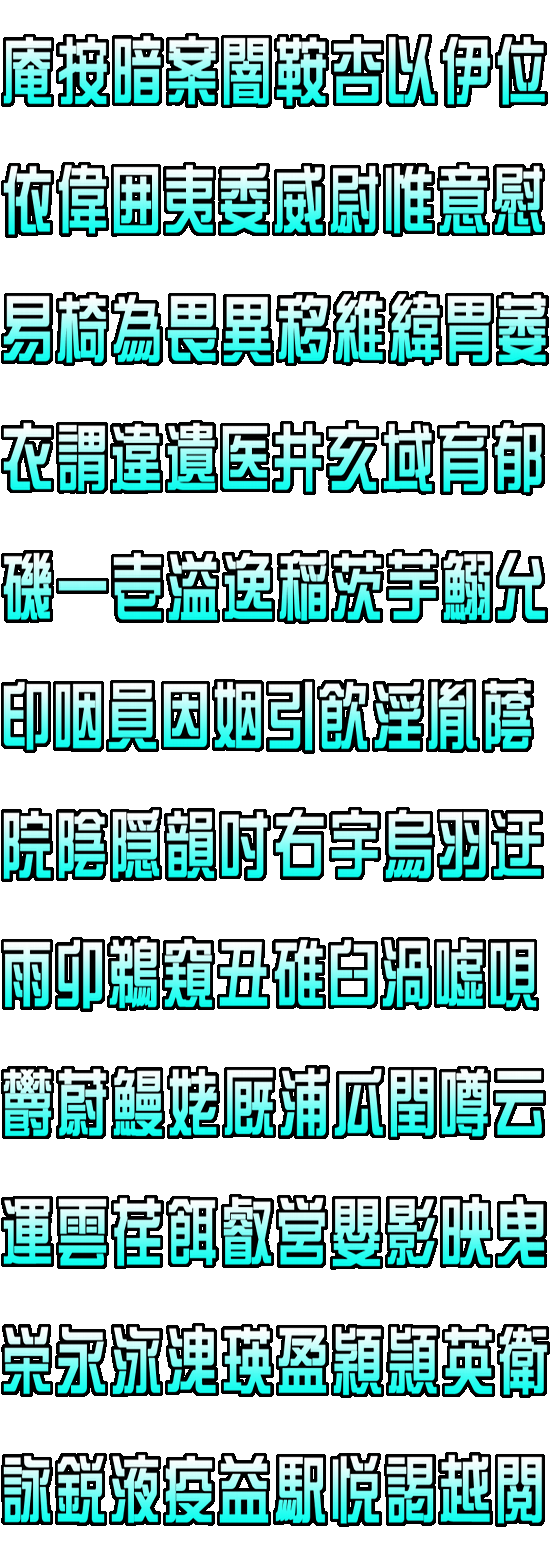 庵按暗案闇鞍杏以伊位
依偉囲夷委威尉惟意慰
易椅為畏異移維緯胃萎
衣謂違遺医井亥域育郁
磯一壱溢逸稲茨芋鰯允
印咽員因姻引飲淫胤蔭
院陰隠韻吋右宇烏羽迂
雨卯鵜窺丑碓臼渦嘘唄
欝蔚鰻姥厩浦瓜閏噂云
運雲荏餌叡営嬰影映曳
栄永泳洩瑛盈穎頴英衛
詠鋭液疫益駅悦謁越閲